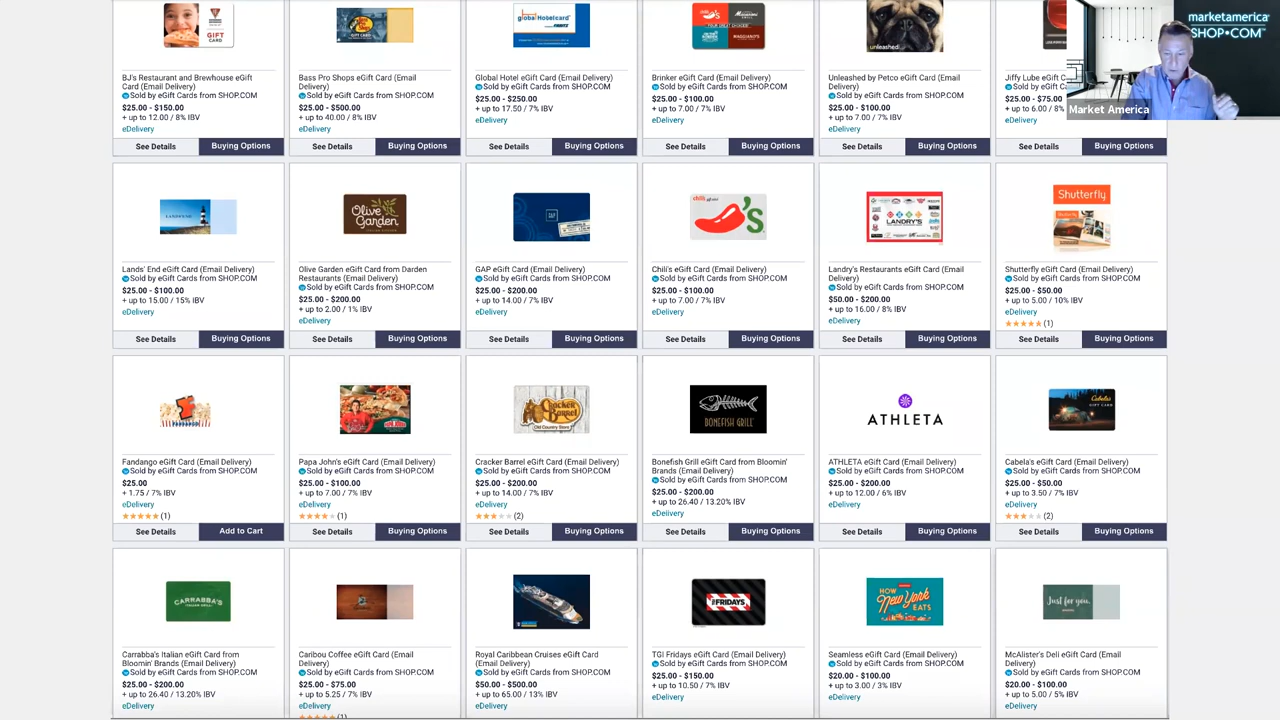 GIFT
CARD
GIFT CARD
globalHotelcard
unleashed
marketamerica
SHOP•COM™
Market America
BJ's Restaurant and Brewhouse eGift
Card (Email Delivery)
Sold by eGift Cards from SHOP.COM
$25.00 - $150.00
+ up to 12.00 / 8% IBV
eDelivery
See Details
Buying Options
Bass Pro Shops eGift Card (Email
Delivery)
Sold by eGift Cards from SHOP.COM
$25.00 - $500.00
+ up to 40.00 / 8% IBV
eDelivery
See Details
Buying Options
Global Hotel eGift Card (Email Delivery)
Sold by eGift Cards from SHOP.COM
$25.00 - $250.00
+ up to 17.50 / 7% IBV
eDelivery
See Details
Buying Options
Brinker eGift Card (Email Delivery)
Sold by eGift Cards from SHOP.COM
$25.00 - $100.00
+ up to 7.00 / 7% IBV
eDelivery
See Details
Buying Options
Unleashed by Petco eGift Card (Email
Delivery)
Sold by eGift Cards from SHOP.COM
$25.00 - $100.00
+ up to 7.00 / 7% IBV
eDelivery
See Details
Buying Options
Jiffy Lube eGift C
Sold by eGift C
$25.00 - $75.00
+ up to 6.00 / 8%
eDelivery
See Details
Buying Options
LANDS' END
Lands' End eGift Card (Email Delivery)
Sold by eGift Cards from SHOP.COM
$25.00 - $100.00
+ up to 15.00 / 15% IBV
eDelivery
See Details
Buying Options
Olive
Garden
Olive Garden eGift Card from Darden
Restaurants (Email Delivery)
Sold by eGift Cards from SHOP.COM
$25.00 - $200.00
+ up to 2.00 / 1% IBV
eDelivery
See Details
Buying Options
GAP
GAP eGift Card (Email Delivery)
Sold by eGift Cards from SHOP.COM
$25.00 - $200.00
+ up to 14.00 / 7% IBV
eDelivery
See Details
Buying Options
chili's gift card
'S
Chili's eGift Card (Email Delivery)
Sold by eGift Cards from SHOP.COM
$25.00 - $100.00
+ up to 7.00 / 7% IBV
eDelivery
See Details
Buying Options
LANDRY'S
Landry's Restaurants eGift Card (Email
Delivery)
Sold by eGift Cards from SHOP.COM
$50.00 - $200.00
+ up to 16.00 / 8% IBV
eDelivery
See Details
Buying Options
Shutterfly
Shutterfly eGift Card (Email Delivery)
Sold by eGift Cards from SHOP.COM
$25.00 - $50.00
+ up to 5.00 / 10% IBV
eDelivery
(1)
See Details
Buying Options
FANDANGO
Fandango eGift Card (Email Delivery)
Sold by eGift Cards from SHOP.COM
$25.00
+ 1.75 / 7% IBV
eDelivery
(1)
See Details
Add to Cart
Papa John's eGift Card (Email Delivery)
Sold by eGift Cards from SHOP.COM
$25.00 - $100.00
+ up to 7.00 / 7% IBV
eDelivery
(1)
See Details
Buying Options
Cracker
Barrel
Old Country Store
Cracker Barrel eGift Card (Email Delivery)
Sold by eGift Cards from SHOP.COM
$25.00 - $200.00
+ up to 14.00 / 7% IBV
eDelivery
(2)
See Details
Buying Options
BONEFISH GRILL
Bonefish Grill eGift Card from Bloomin'
Brands (Email Delivery)
Sold by eGift Cards from SHOP.COM
$25.00 - $200.00
+ up to 26.40 / 13.20% IBV
eDelivery
See Details
Buying Options
ATHLETA
ATHLETA eGift Card (Email Delivery)
Sold by eGift Cards from SHOP.COM
$25.00 - $200.00
+ up to 12.00 / 6% IBV
eDelivery
See Details
Buying Options
Cabela's
GIFT CARD
Cabela's eGift Card (Email Delivery)
Sold by eGift Cards from SHOP.COM
$25.00 - $50.00
+ up to 3.50 / 7% IBV
eDelivery
(2)
See Details
Buying Options
CARRABBA'S
ITALIAN GRILL
Carrabba's Italian eGift Card from
Bloomin' Brands (Email Delivery)
Sold by eGift Cards from SHOP.COM
$25.00 - $200.00
+ up to 26.40 / 13.20% IBV
eDelivery
Caribou Coffee eGift Card (Email
Delivery)
Sold by eGift Cards from SHOP.COM
$25.00 - $75.00
+ up to 5.25 / 7% IBV
eDelivery
(1)
Royal Caribbean Cruises eGift Card
(Email Delivery)
Sold by eGift Cards from SHOP.COM
$50.00 - $500.00
+ up to 65.00 / 13% IBV
eDelivery
FRIDAYS
TGI Fridays eGift Card (Email Delivery)
Sold by eGift Cards from SHOP.COM
$25.00 - $150.00
+ up to 10.50 / 7% IBV
eDelivery
HOW
New York
EATS
Seamless eGift Card (Email Delivery)
Sold by eGift Cards from SHOP.COM
$20.00 - $100.00
+ up to 3.00 / 3% IBV
eDelivery
Just for you.
McAlister's Deli eGift Card (Email
Delivery)
Sold by eGift Cards from SHOP.COM
$20.00 - $100.00
+ up to 5.00 / 5% IBV
eDelivery